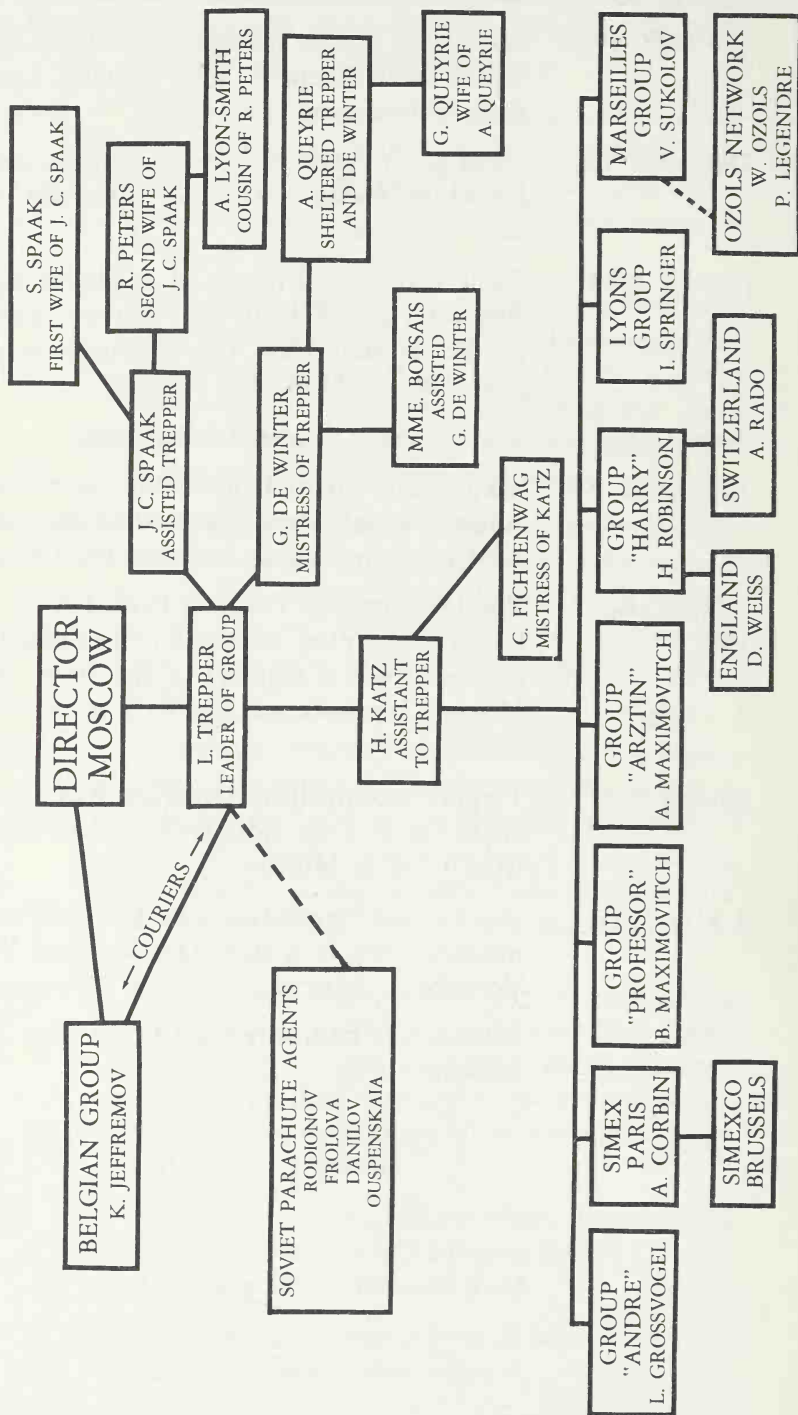 DIRECTOR
MOSCOW
BELGIAN GROUP
K. JEFFREMOV
← COURIERS →
L. TREPPER
LEADER OF GROUP
SOVIET PARACHUTE AGENTS
RODIONOV
FROLOVA
DANILOV
OUSPENSKAIA
S. SPAAK
FIRST WIFE OF J. C. SPAAK
J. C. SPAAK
ASSISTED TREPPER
R. PETERS
SECOND WIFE OF
J. C. SPAAK
A. LYON-SMITH
COUSIN OF R. PETERS
G. DE WINTER
MISTRESS OF TREPPER
A. QUEYRIE
SHELTERED TREPPER
AND DE WINTER
G. QUEYRIE
WIFE OF
A. QUEYRIE
MME. BOTSAIS
ASSISTED
G. DE WINTER
H. KATZ
ASSISTANT
TO TREPPER
C. FICHTENWAG
MISTRESS OF KATZ
GROUP
"ANDRE"
L. GROSSVOGEL
SIMEX
PARIS
A. CORBIN
SIMEXCO
BRUSSELS
GROUP
"PROFESSOR"
B. MAXIMOVITCH
GROUP
"ARZTIN"
A. MAXIMOVITCH
GROUP
"HARRY"
H. ROBINSON
ENGLAND
D. WEISS
SWITZERLAND
A. RADO
LYONS
GROUP
I. SPRINGER
MARSEILLES
GROUP
V. SUKOLOV
OZOLS NETWORK
W. OZOLS
P. LEGENDRE